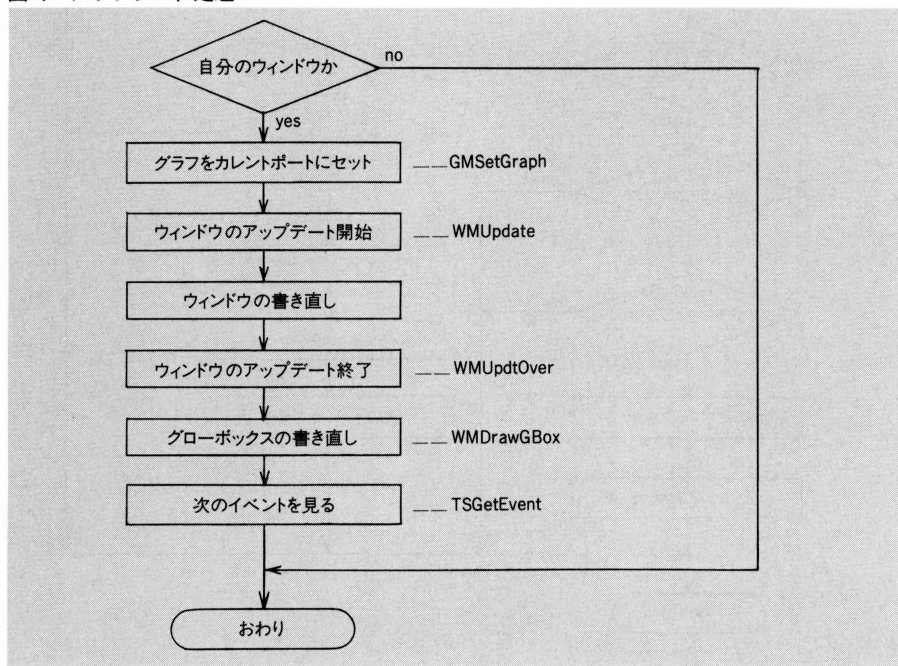 自分のウィンドウか
no
yes
グラフをカレントポートにセット ＿＿GMSetGraph
ウィンドウのアップデート開始 ＿＿WMUpdate
ウィンドウの書き直し
ウィンドウのアップデート終了 ＿＿WMUpdtOver
グローボックスの書き直し ＿＿WMDrawGBox
次のイベントを見る ＿＿TSGetEvent
おわり